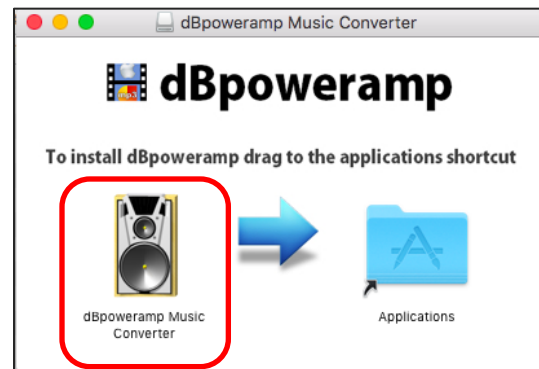 dBpoweramp Music Converter
dBpoweramp
To install dBpoweramp drag to the applications shortcut
dBpoweramp Music
Converter
Applications